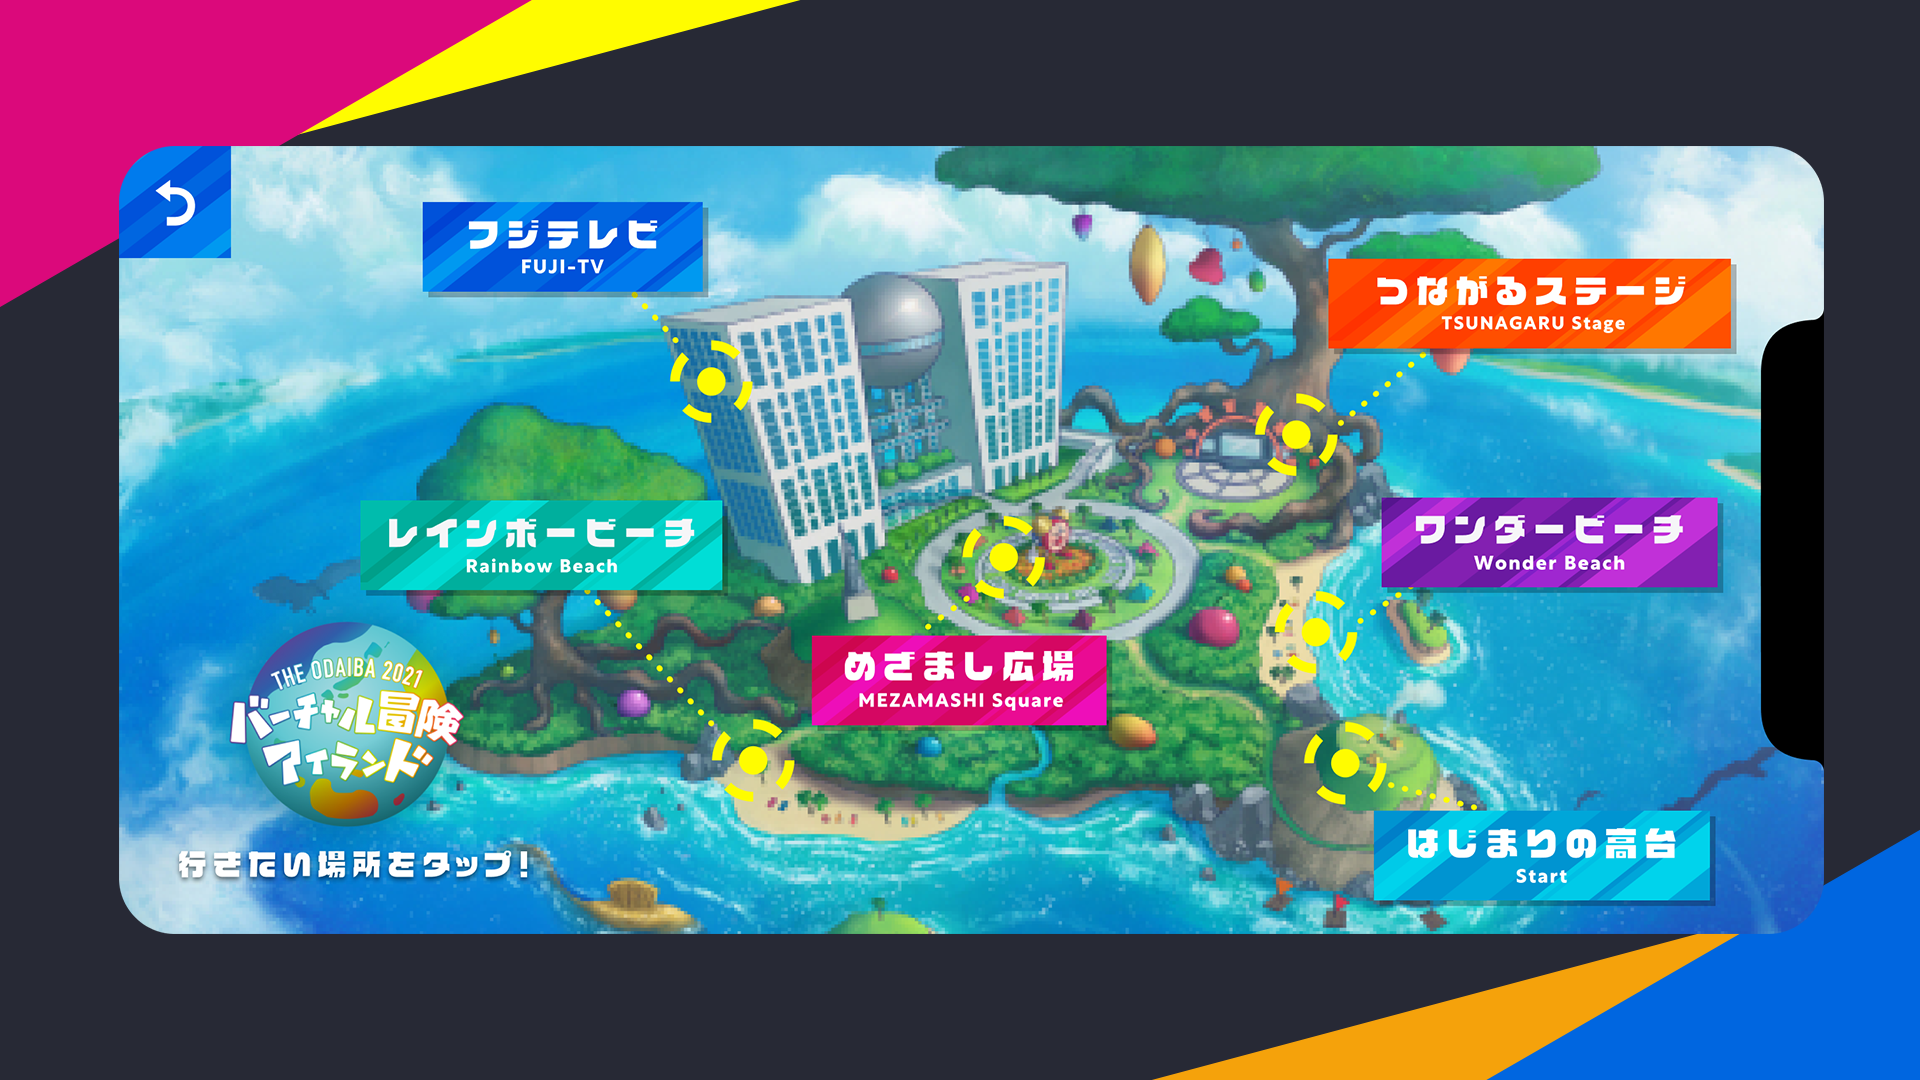 フジテレビ
FUJI-TV
つながるステージ
TSUNAGARU Stage
レインボービーチ
Rainbow Beach
ワンダービーチ
Wonder Beach
めざまし広場
MEZAMASHI Square
THE ODAIBA 2021
バーチャル冒険
アイランド
はじまりの高台
Start
行きたい場所をタップ!